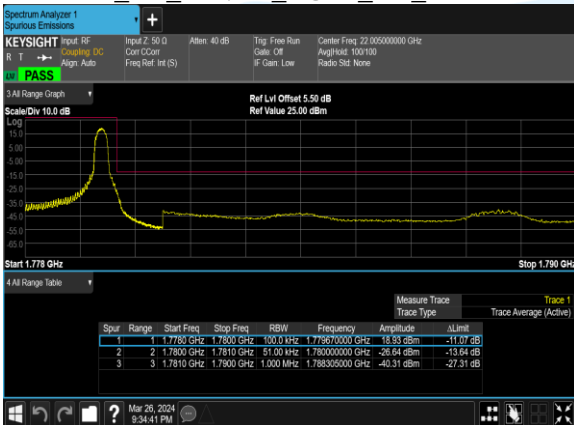 Spectrum Analyzer 1
Spurious Emissions
+
KEYSIGHT Input: RF Input Z: 50 Ω Atten: 40 dB Trig: Free Run Center Freq: 22.005000000 GHz
R T Coupling: DC Corr CCorr Gate: Off Avg|Hold: 100/100
Align: Auto Freq Ref: Int (S) IF Gain: Low Radio Std: None
PASS
3 All Range Graph
Ref Lvl Offset 5.50 dB
Scale/Div 10.0 dB Ref Value 25.00 dBm
Log
15.0
5.00
-5.00
-15.0
-25.0
-35.0
-45.0
-55.0
-65.0
Start 1.778 GHz Stop 1.790 GHz
4 All Range Table
Measure Trace Trace 1
Trace Type Trace Average (Active)
Spur Range Start Freq Stop Freq RBW Frequency Amplitude ΔLimit
1 1 1.7780 GHz 1.7800 GHz 100.0 kHz 1.779670000 GHz 18.93 dBm -11.07 dB
2 2 1.7800 GHz 1.7810 GHz 51.00 kHz 1.780000000 GHz -26.64 dBm -13.64 dB
3 3 1.7810 GHz 1.7900 GHz 1.000 MHz 1.788305000 GHz -40.31 dBm -27.31 dB
? Mar 26, 2024
9:34:41 PM